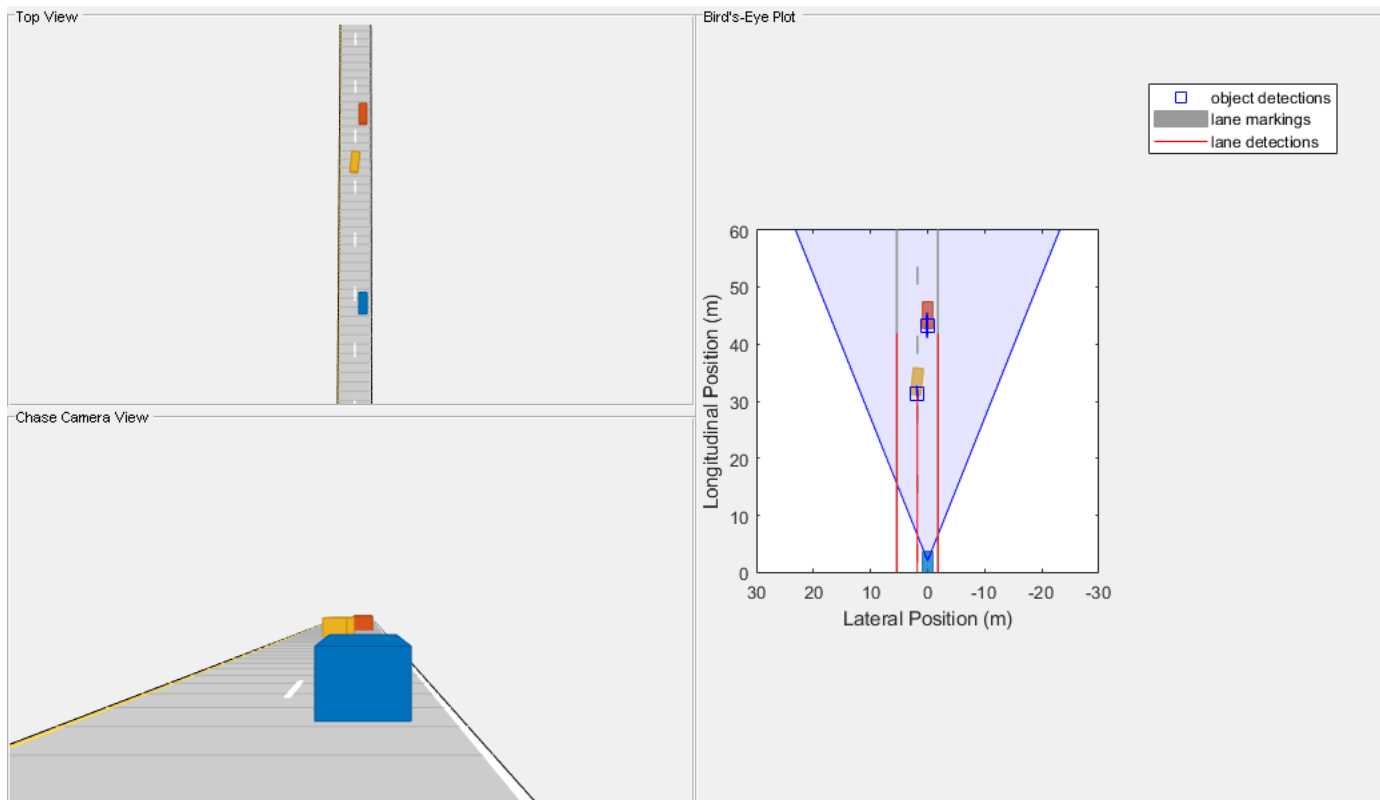 Top View
Bird's-Eye Plot
object detections
lane markings
lane detections
60
50
40
30
20
10
0
Longitudinal Position (m)
30 20 10 0 -10 -20 -30
Lateral Position (m)
Chase Camera View